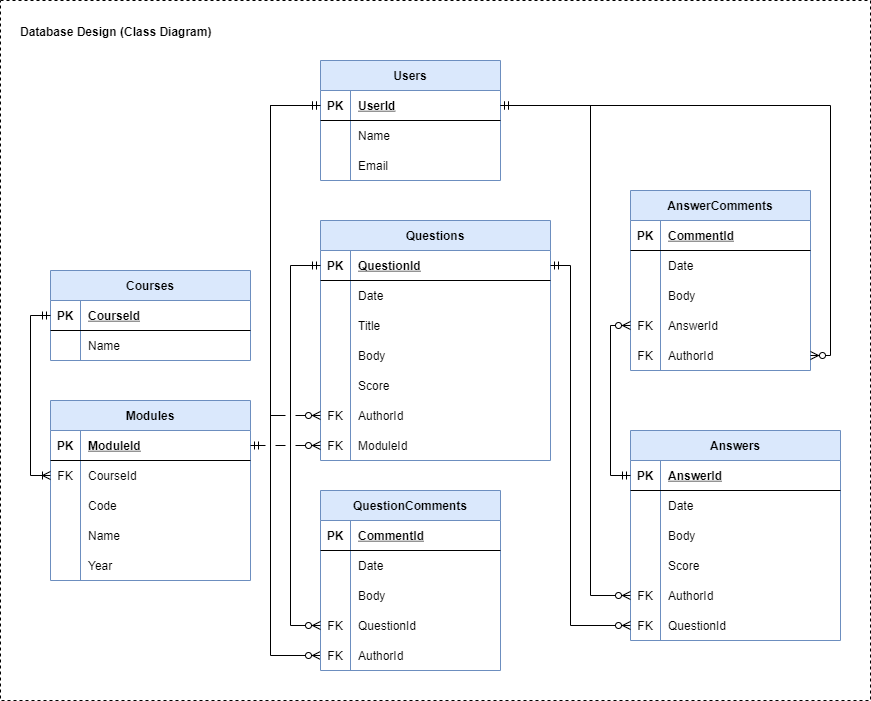 Database Design (Class Diagram)
Users
PK UserId
Name
Email
Questions
PK QuestionId
Date
Title
Body
Score
FK AuthorId
FK ModuleId
Courses
PK CourseId
Name
Modules
PK ModuleId
FK CourseId
Code
Name
Year
QuestionComments
PK CommentId
Date
Body
FK QuestionId
FK AuthorId
AnswerComments
PK CommentId
Date
Body
FK AnswerId
FK AuthorId
Answers
PK AnswerId
Date
Body
Score
FK AuthorId
FK QuestionId